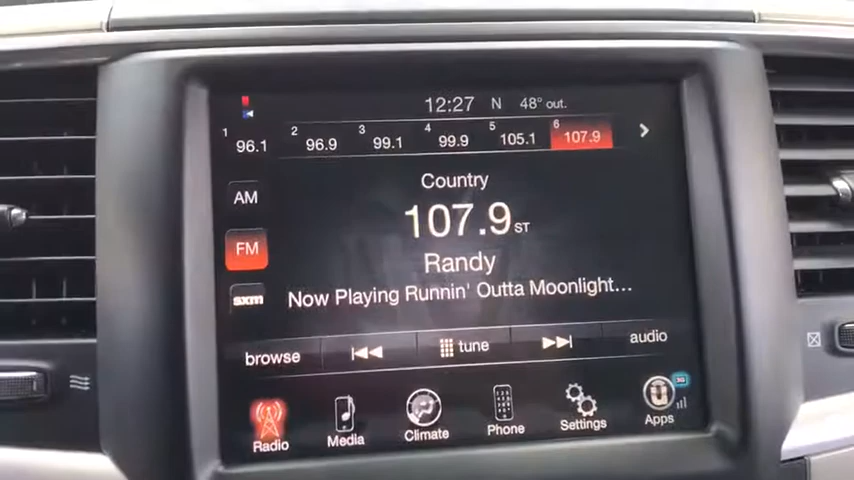 12:27 N 48° out.
1 96.1 2 96.9 3 99.1 4 99.9 5 105.1 6 107.9
Country
AM
107.9 ST
FM
Randy
sxm
Now Playing Runnin' Outta Moonlight...
browse tune audio
Radio Media Climate Phone Settings Apps
3G